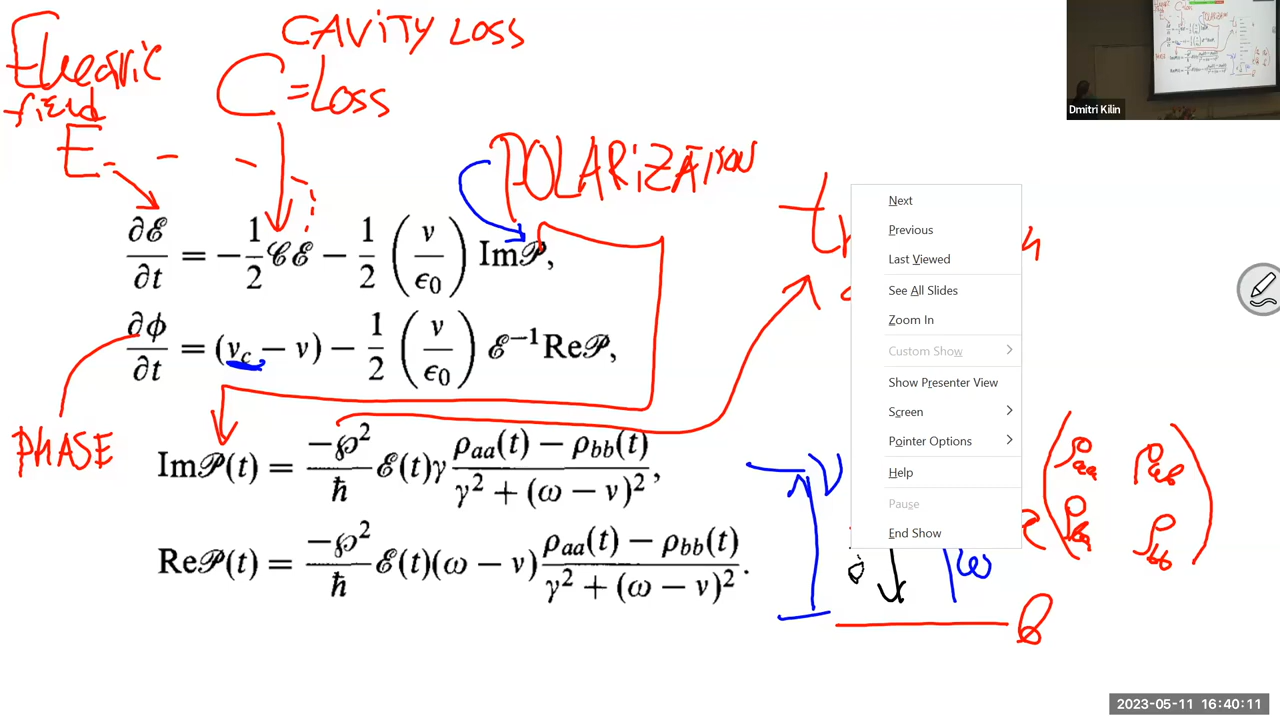 CAVITY LOSS
Electric
field
C = Loss
E
POLARIZATION
Dmitri Kilin
∂ℰ/∂t = -1/2 𝒞ℰ - 1/2 (ν/ϵ₀) Im𝒫,
∂ϕ/∂t = (ν_c - ν) - 1/2 (ν/ϵ₀) ℰ⁻¹Re𝒫,
PHASE
Im𝒫(t) = -℘²/ħ ℰ(t)γ (ρ_aa(t) - ρ_bb(t))/(γ² + (ω - ν)²),
Re𝒫(t) = -℘²/ħ ℰ(t)(ω - ν) (ρ_aa(t) - ρ_bb(t))/(γ² + (ω - ν)²).
Next
Previous
Last Viewed
See All Slides
Zoom In
Custom Show
Show Presenter View
Screen
Pointer Options
Help
Pause
End Show
ν
ω
ρ_aa ρ_ab
ρ_bb
2023-05-11 16:40:11